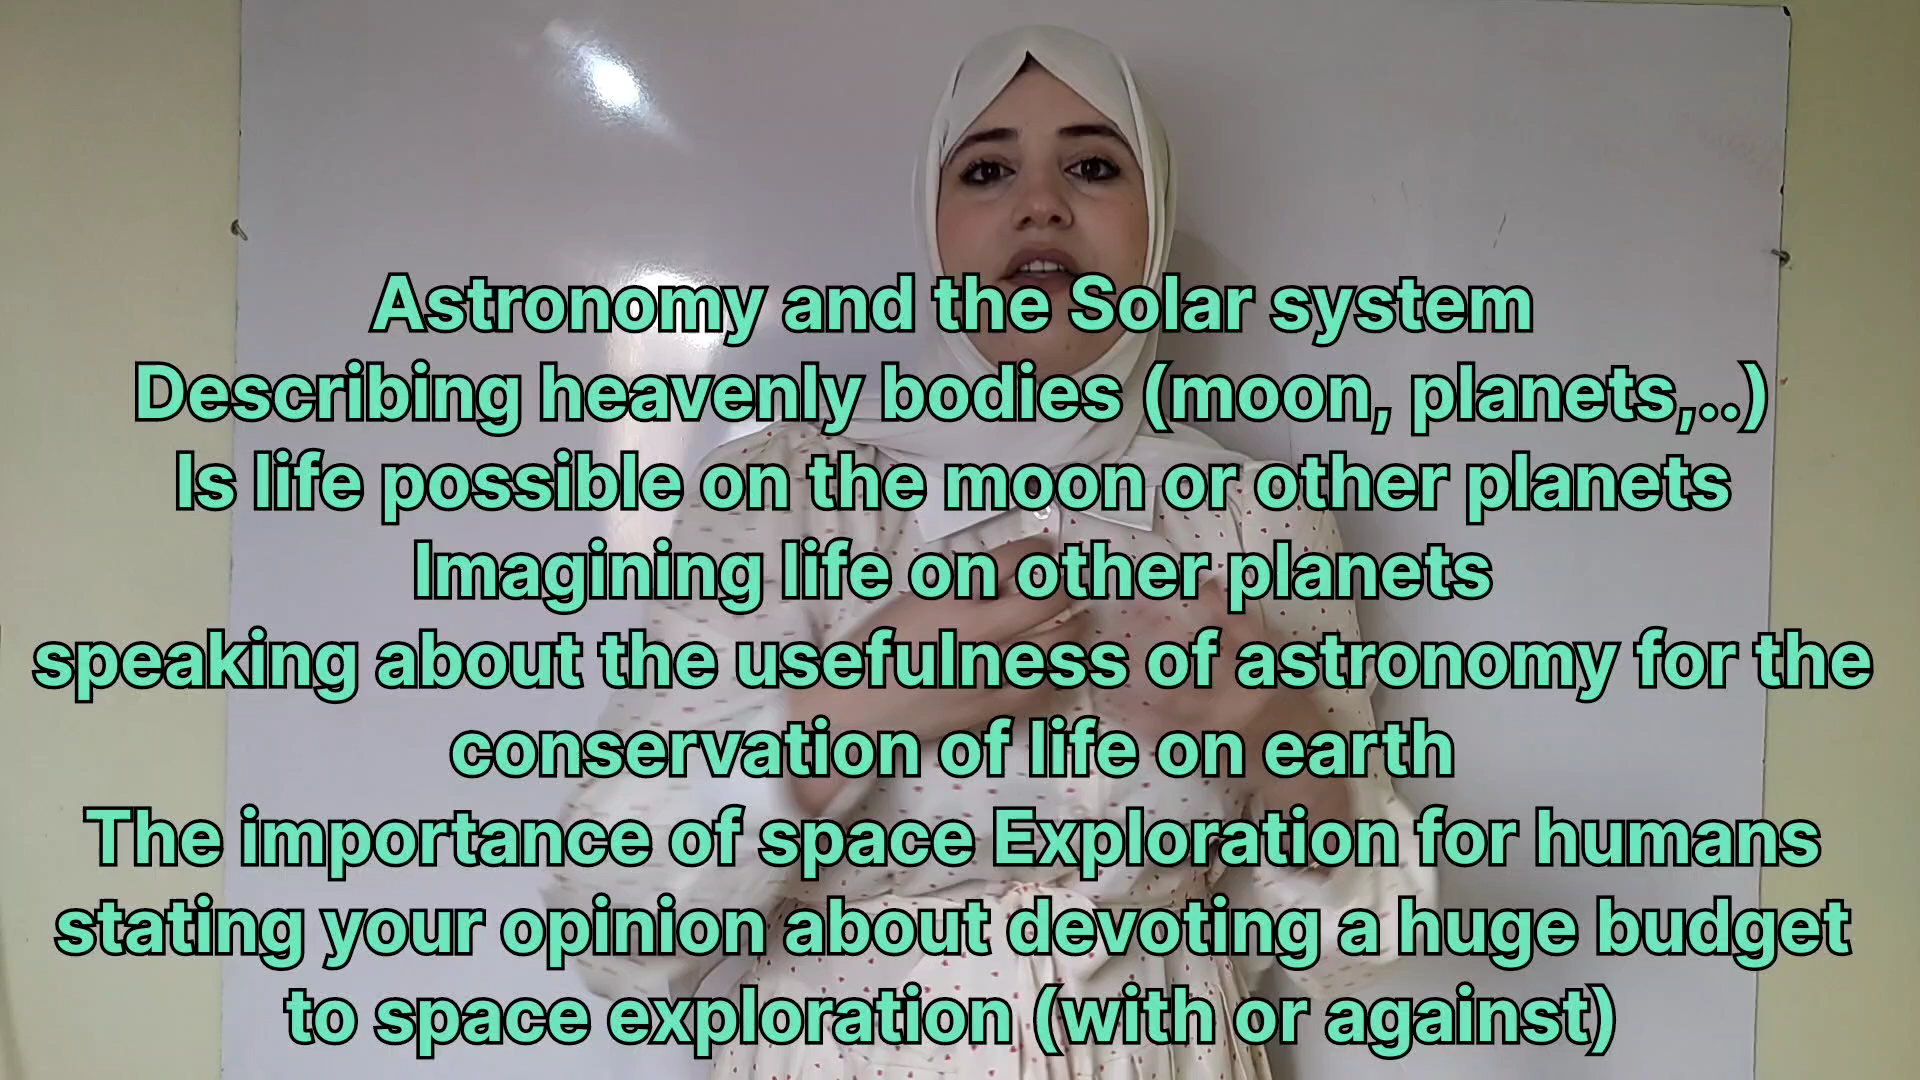 Astronomy and the Solar system
Describing heavenly bodies (moon, planets,..)
Is life possible on the moon or other planets
Imagining life on other planets
speaking about the usefulness of astronomy for the
conservation of life on earth
The importance of space Exploration for humans
stating your opinion about devoting a huge budget
to space exploration (with or against)